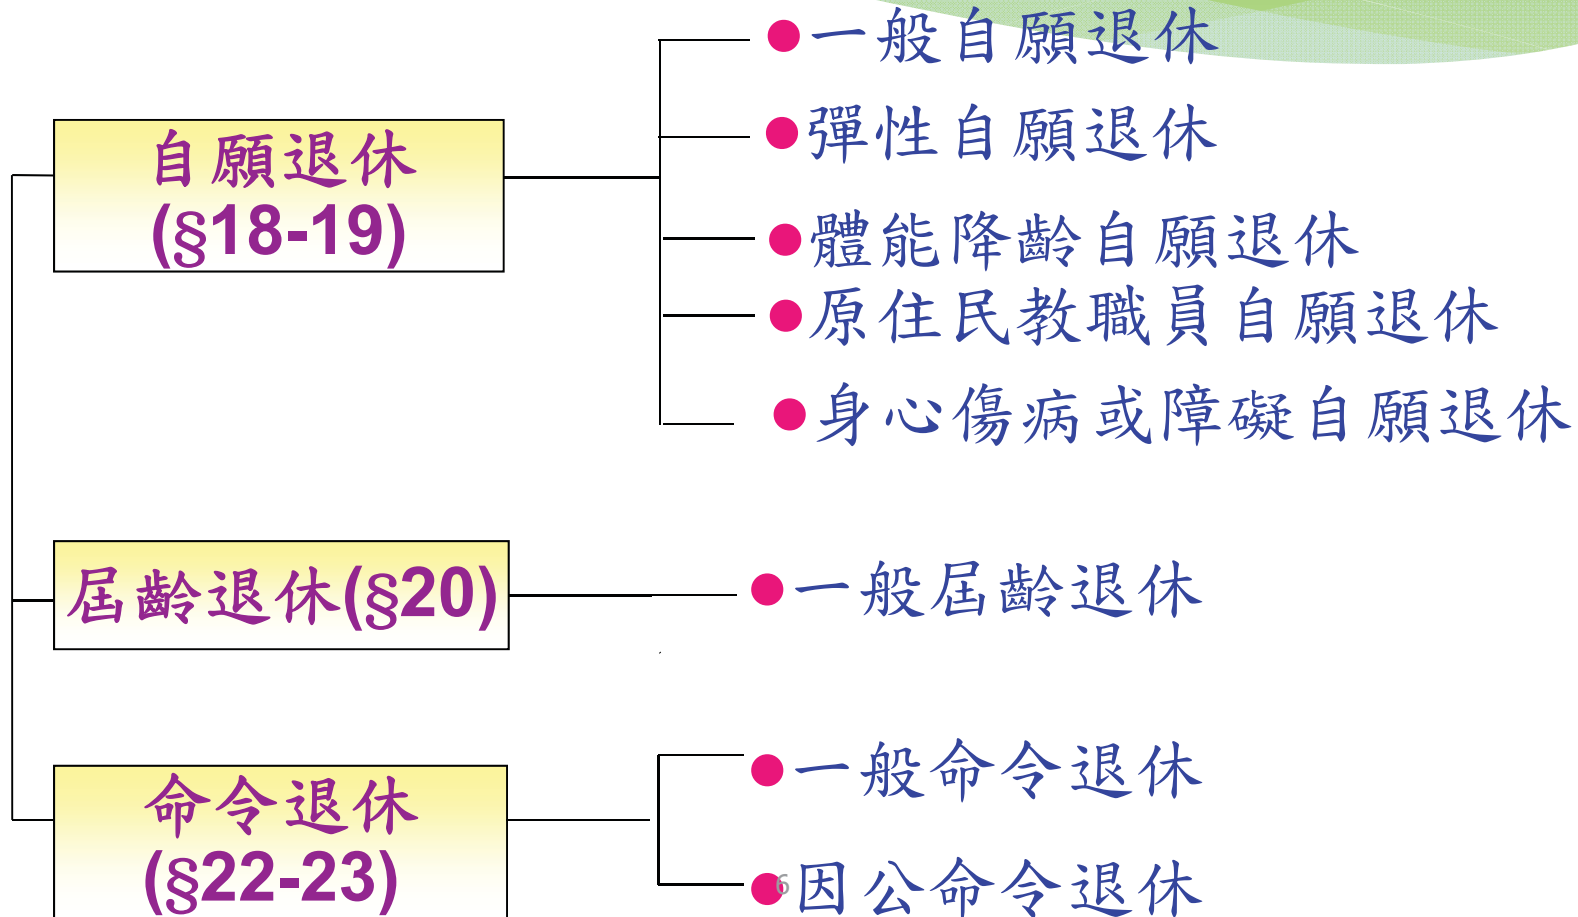 自願退休
(§18-19)
●一般自願退休
●彈性自願退休
●體能降齡自願退休
●原住民教職員自願退休
●身心傷病或障礙自願退休
屆齡退休(§20)
●一般屆齡退休
命令退休
(§22-23)
●一般命令退休
●因公命令退休
6